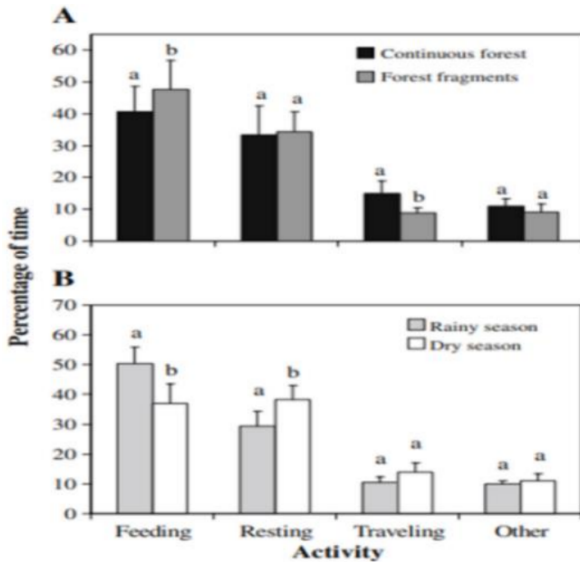 A
60
50
40
30
20
10
0
a b a a a b a a
Continuous forest
Forest fragments
Percentage of time
B
70
60
50
40
30
20
10
0
a b a b a a a a
Rainy season
Dry season
Feeding Resting Traveling Other
Activity